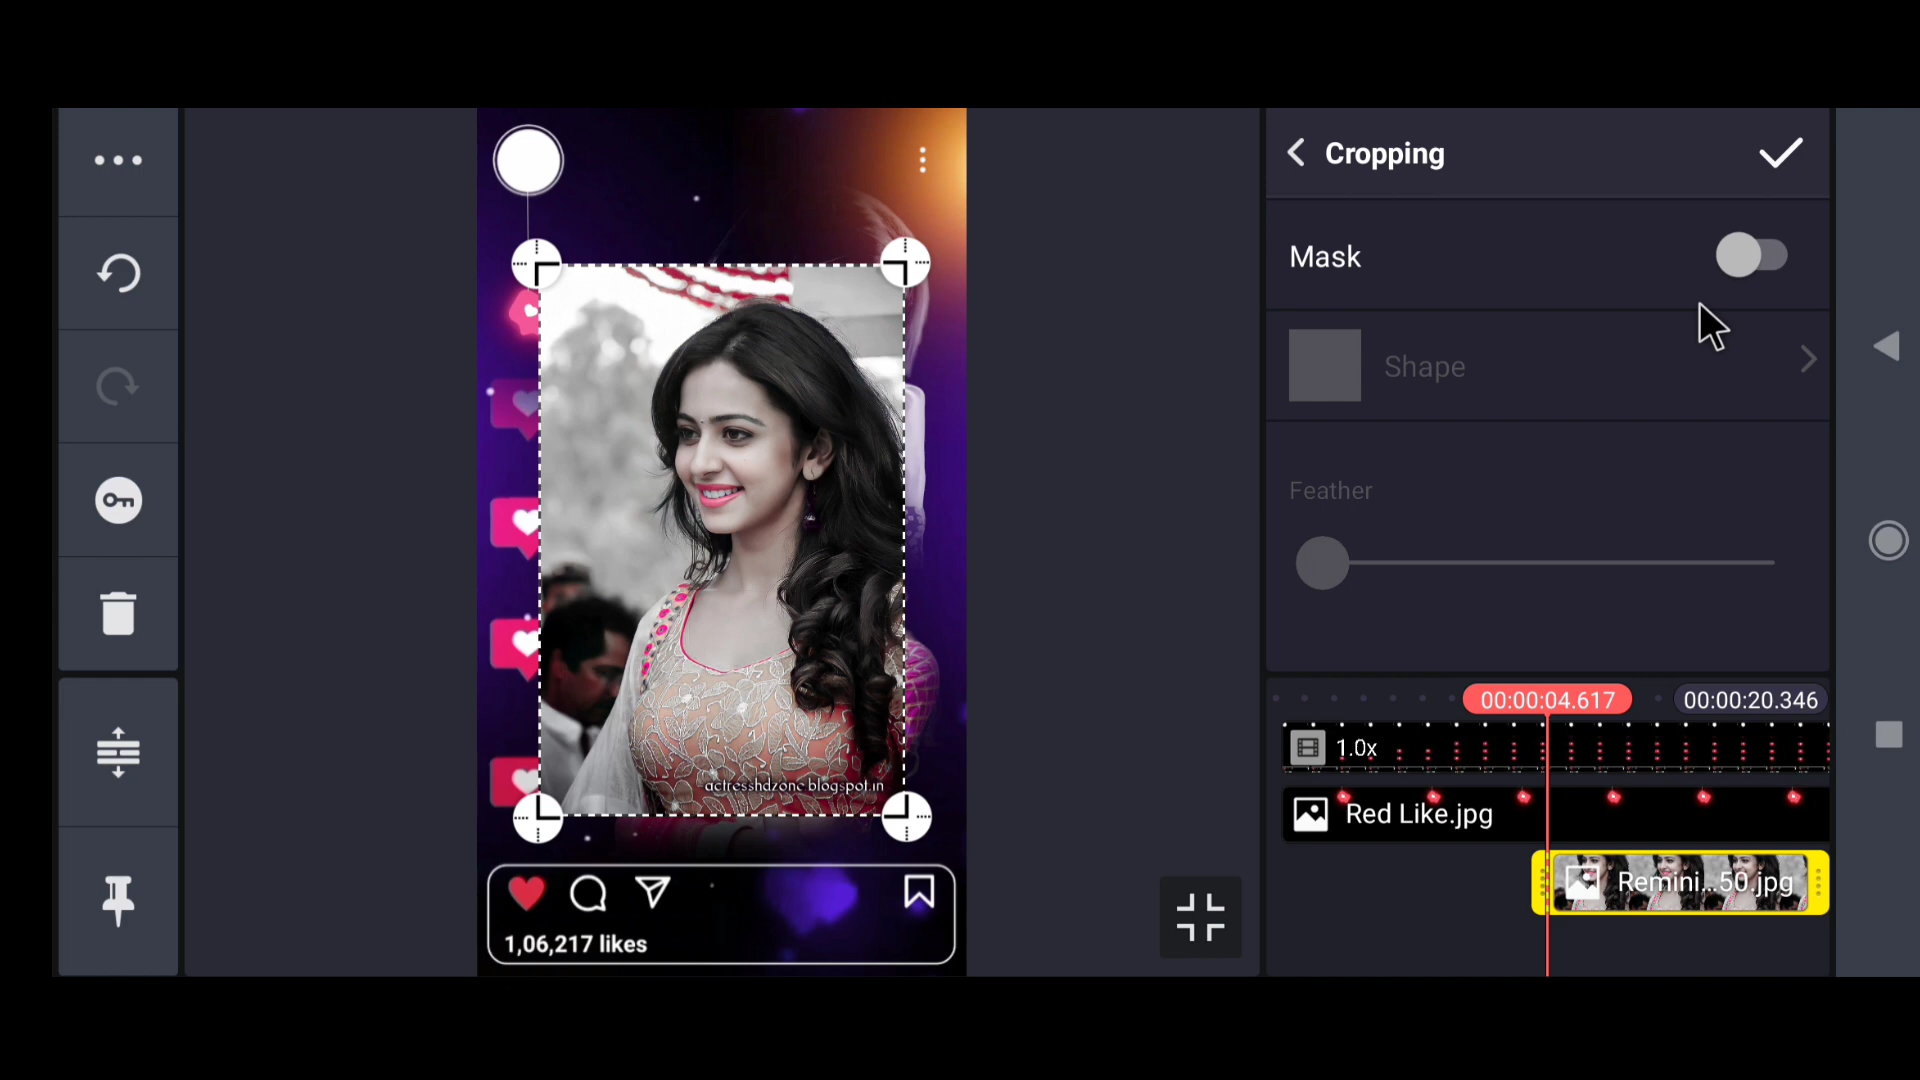 Cropping
Mask
Shape
Feather
00:00:04.617
00:00:20.346
1.0x
Red Like.jpg
Remini...50.jpg
actresshdzone.blogspot.in
1,06,217 likes